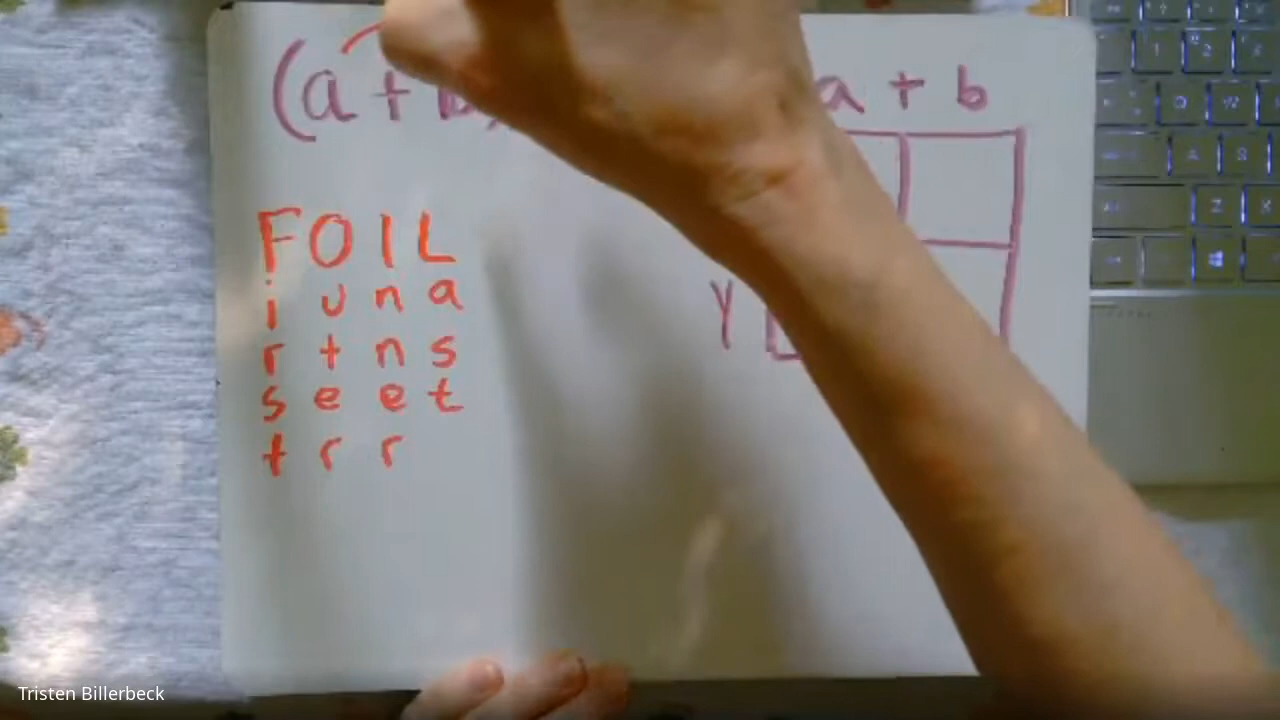 (a + b
a + b
FOIL
i u n a
r t n s
s e e t
t r r
y
Tristen Billerbeck